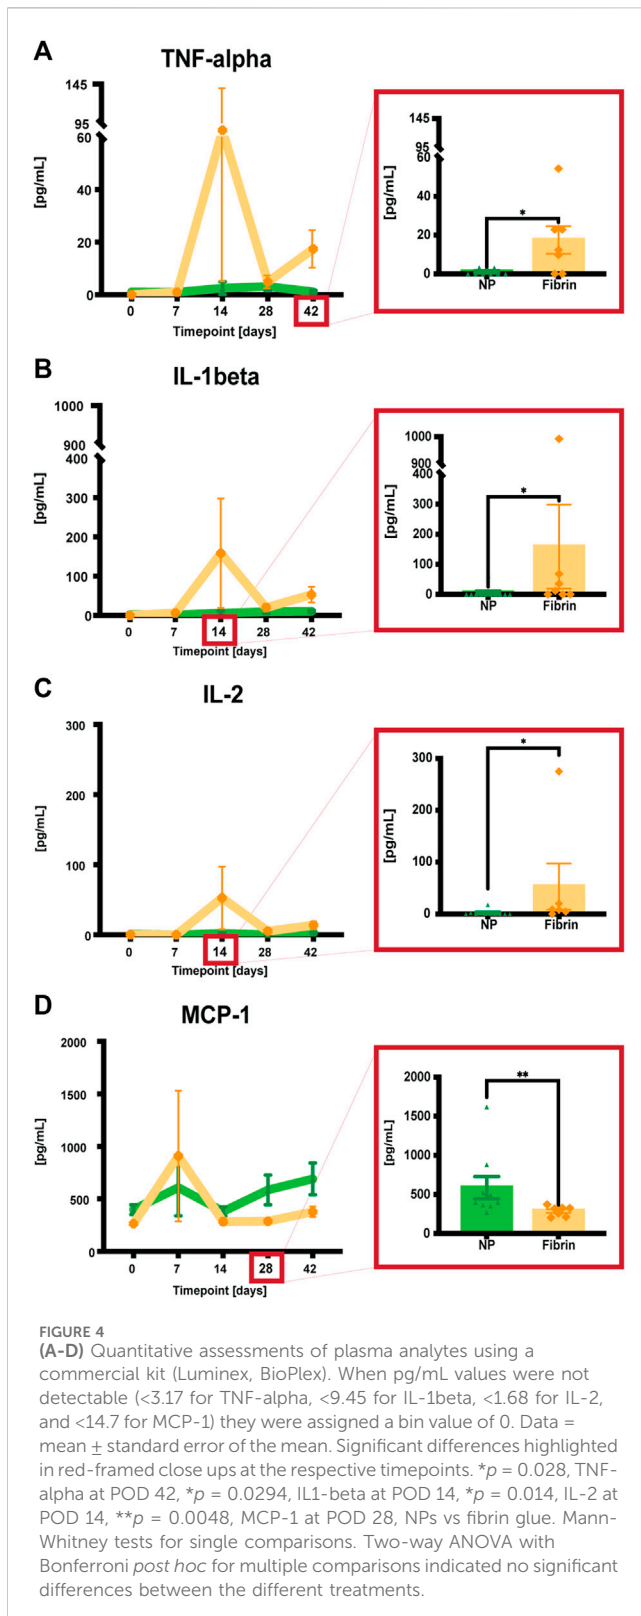 A
TNF-alpha
145
95
60
40
20
0
[pg/mL]
0 7 14 28 42
Timepoint [days]
145
95
60
40
20
0
[pg/mL]
*
NP Fibrin
B
IL-1beta
1000
900
400
300
200
100
0
[pg/mL]
0 7 14 28 42
Timepoint [days]
1000
900
400
300
200
100
0
[pg/mL]
*
NP Fibrin
C
IL-2
300
200
100
0
[pg/mL]
0 7 14 28 42
Timepoint [days]
300
200
100
0
[pg/mL]
*
NP Fibrin
D
MCP-1
2000
1500
1000
500
0
[pg/mL]
0 7 14 28 42
Timepoint [days]
2000
1500
1000
500
0
[pg/mL]
**
NP Fibrin
FIGURE 4
(A-D) Quantitative assessments of plasma analytes using a
commercial kit (Luminex, BioPlex). When pg/mL values were not
detectable (<3.17 for TNF-alpha, <9.45 for IL-1beta, <1.68 for IL-2,
and <14.7 for MCP-1) they were assigned a bin value of 0. Data =
mean ± standard error of the mean. Significant differences highlighted
in red-framed close ups at the respective timepoints. *p = 0.028, TNF-
alpha at POD 42, *p = 0.0294, IL1-beta at POD 14, *p = 0.014, IL-2 at
POD 14, **p = 0.0048, MCP-1 at POD 28, NPs vs fibrin glue. Mann-
Whitney tests for single comparisons. Two-way ANOVA with
Bonferroni post hoc for multiple comparisons indicated no significant
differences between the different treatments.